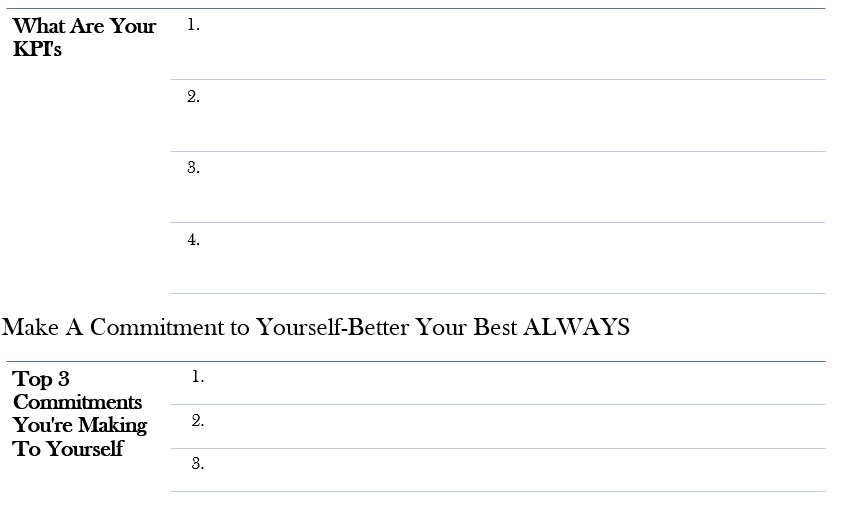 What Are Your
KPI's
1.
2.
3.
4.
Make A Commitment to Yourself-Better Your Best ALWAYS
Top 3
Commitments
You're Making
To Yourself
1.
2.
3.